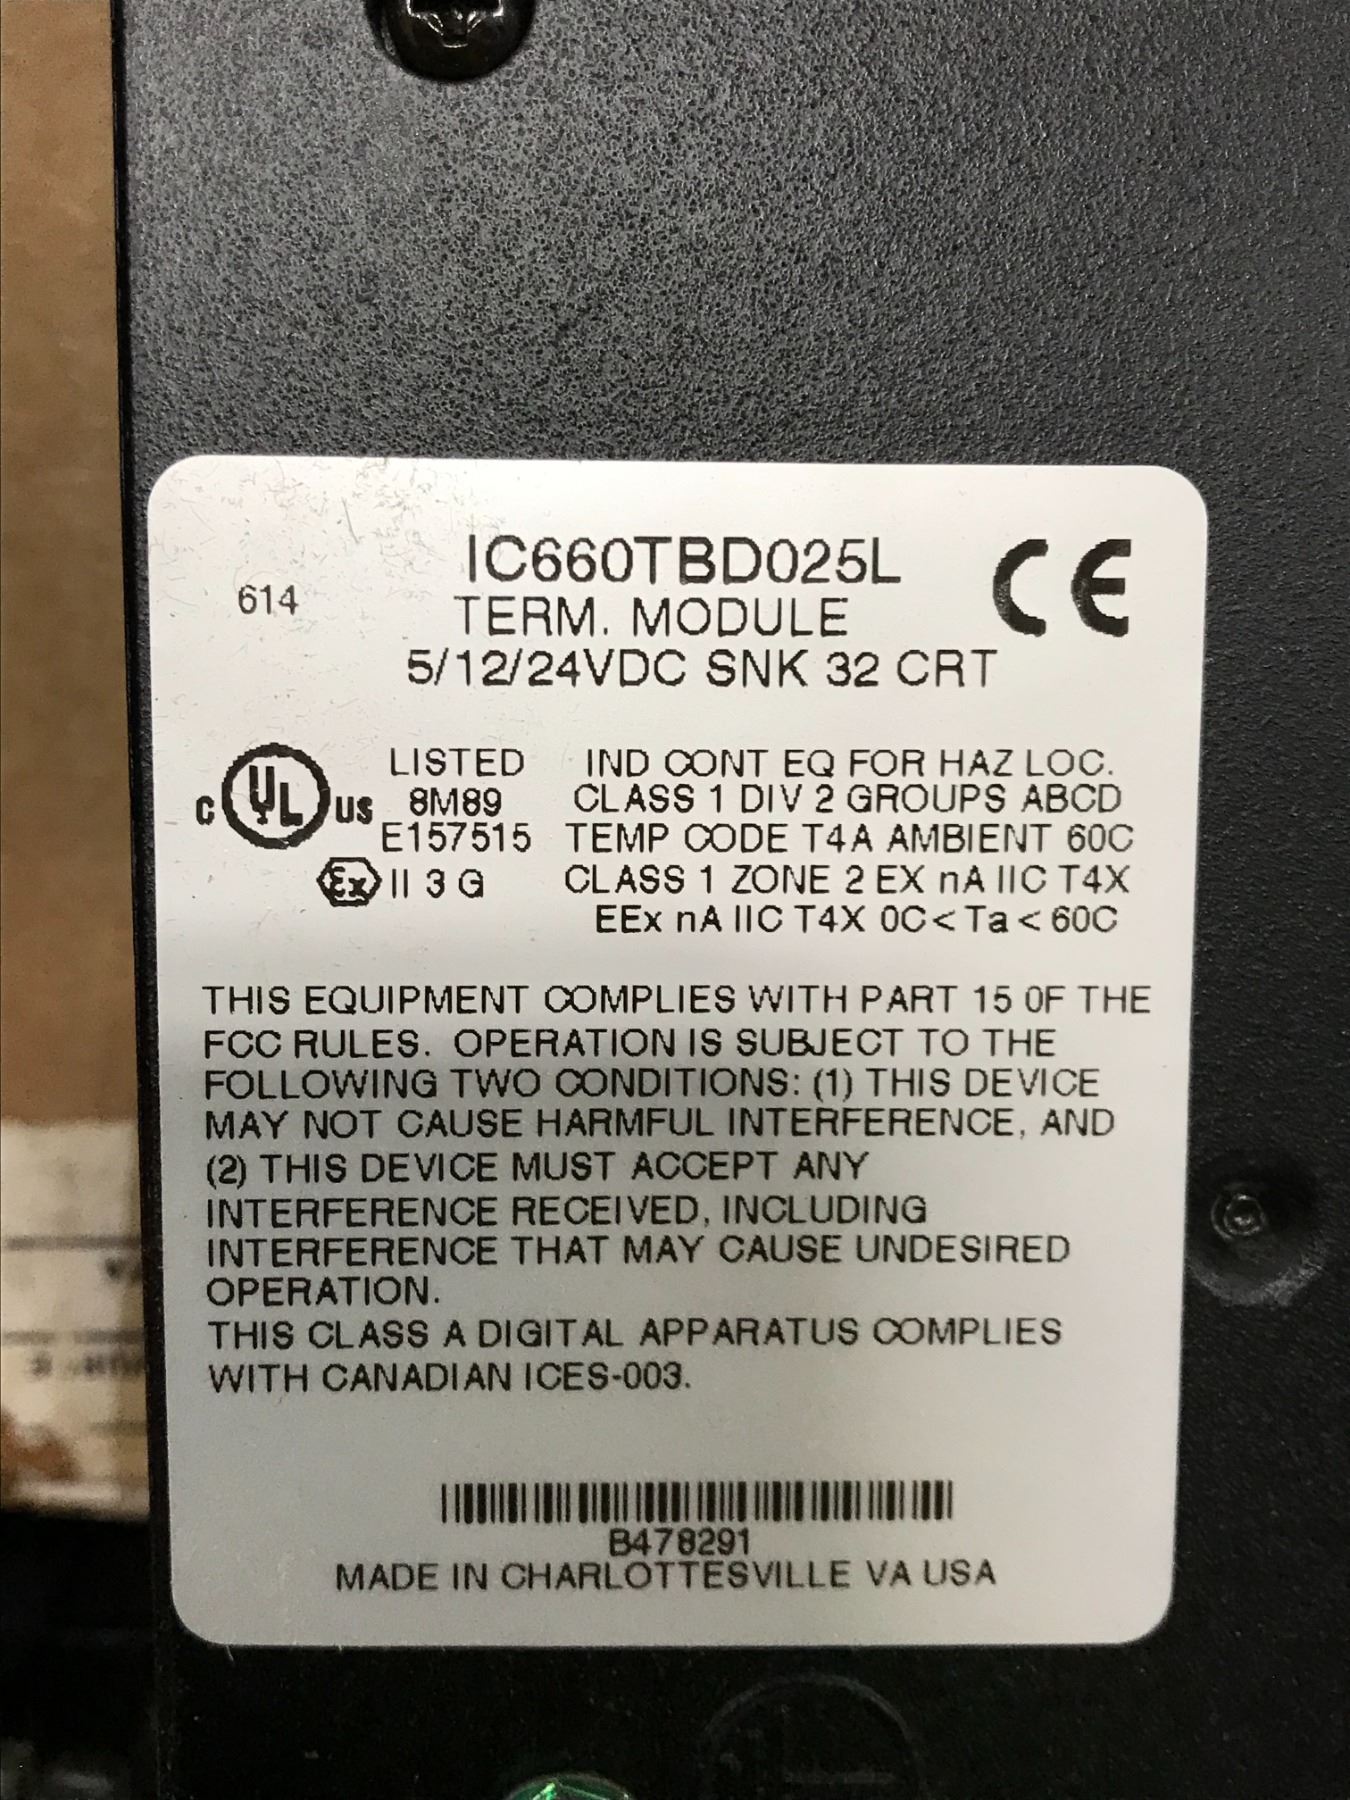 IC660TBD025L
614
TERM. MODULE
5/12/24VDC SNK 32 CRT
CE
C UL US
LISTED
8M89
E157515
Ex II 3 G
IND CONT EQ FOR HAZ LOC.
CLASS 1 DIV 2 GROUPS ABCD
TEMP CODE T4A AMBIENT 60C
CLASS 1 ZONE 2 EX nA IIC T4X
EEx nA IIC T4X 0C<Ta<60C
THIS EQUIPMENT COMPLIES WITH PART 15 0F THE
FCC RULES. OPERATION IS SUBJECT TO THE
FOLLOWING TWO CONDITIONS: (1) THIS DEVICE
MAY NOT CAUSE HARMFUL INTERFERENCE, AND
(2) THIS DEVICE MUST ACCEPT ANY
INTERFERENCE RECEIVED, INCLUDING
INTERFERENCE THAT MAY CAUSE UNDESIRED
OPERATION.
THIS CLASS A DIGITAL APPARATUS COMPLIES
WITH CANADIAN ICES-003.
B478291
MADE IN CHARLOTTESVILLE VA USA